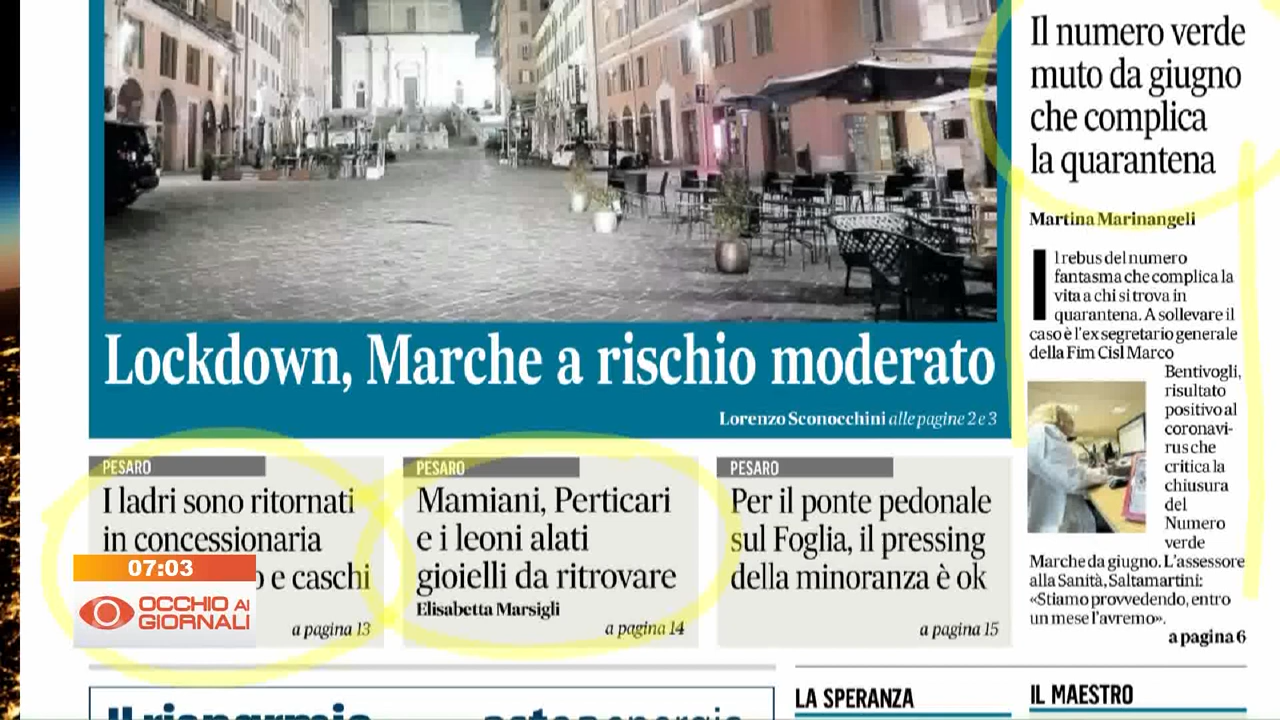 Il numero verde
muto da giugno
che complica
la quarantena
Martina Marinangeli
Il rebus del numero
fantasma che complica la
vita a chi si trova in
quarantena. A sollevare il
caso è l'ex segretario generale
della Fim Cisl Marco
Bentivogli,
risultato
positivo al
coronavi-
rus che
critica la
chiusura
del
Numero
verde
Marche da giugno. L'assessore
alla Sanità, Saltamartini:
«Stiamo provvedendo, entro
un mese l'avremo».
a pagina 6
Lockdown, Marche a rischio moderato
Lorenzo Sconocchini alle pagine 2 e 3
PESARO
I ladri sono ritornati
in concessionaria
e caschi
a pagina 13
PESARO
Mamiani, Perticari
e i leoni alati
gioielli da ritrovare
Elisabetta Marsigli
a pagina 14
PESARO
Per il ponte pedonale
sul Foglia, il pressing
della minoranza è ok
a pagina 15
07:03
OCCHIO AI
GIORNALI
LA SPERANZA
IL MAESTRO